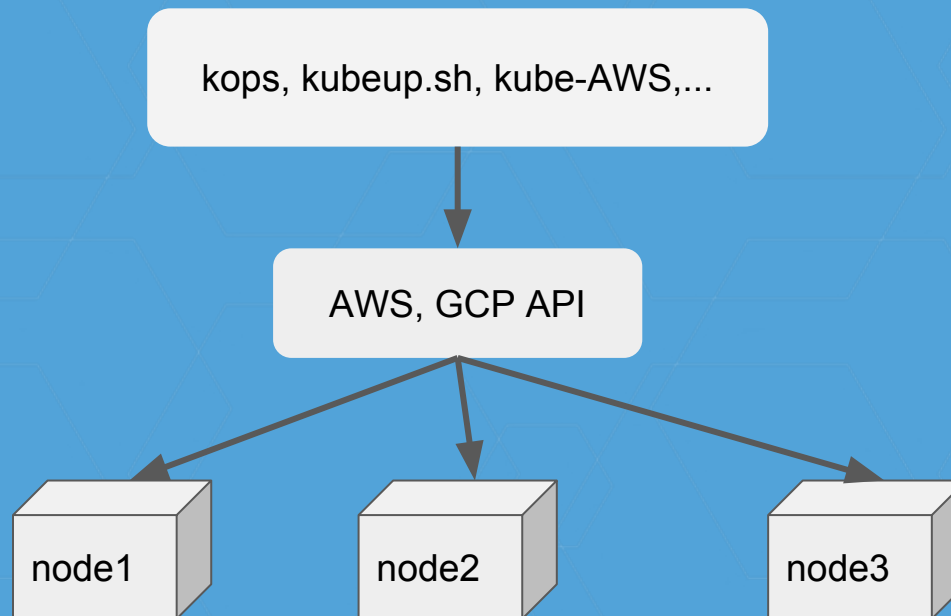 kops, kubeup.sh, kube-AWS,...
AWS, GCP API
node1
node2
node3